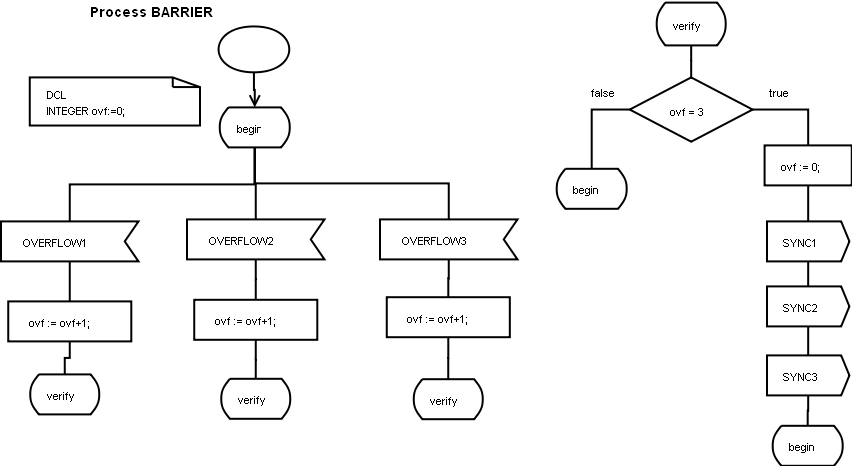 Process BARRIER
DCL
INTEGER ovf:=0;
begin
OVERFLOW1
OVERFLOW2
OVERFLOW3
ovf := ovf+1;
ovf := ovf+1;
ovf := ovf+1;
verify
verify
verify
verify
false
true
ovf = 3
begin
ovf := 0;
SYNC1
SYNC2
SYNC3
begin